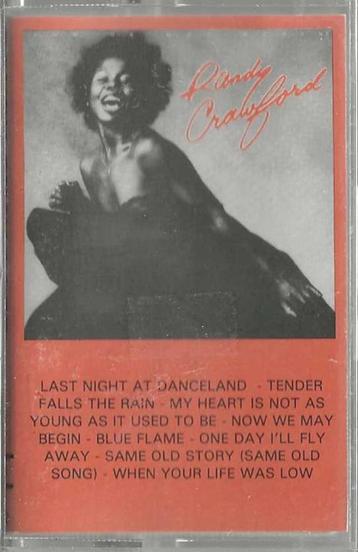 Randy
Crawford
LAST NIGHT AT DANCELAND - TENDER
FALLS THE RAIN - MY HEART IS NOT AS
YOUNG AS IT USED TO BE - NOW WE MAY
BEGIN - BLUE FLAME - ONE DAY I'LL FLY
AWAY - SAME OLD STORY (SAME OLD
SONG) - WHEN YOUR LIFE WAS LOW